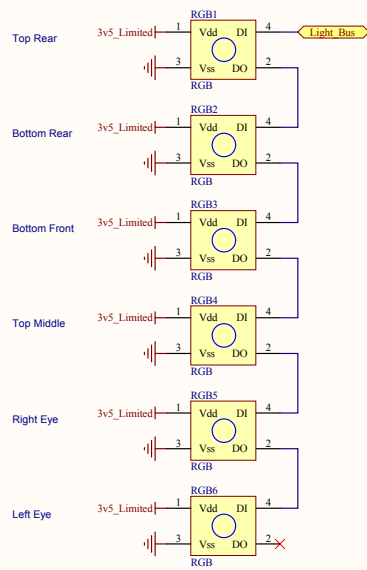 RGB1
Top Rear
3v5_Limited 1 Vdd DI 4 Light_Bus
3 Vss DO 2
RGB
RGB2
Bottom Rear
3v5_Limited 1 Vdd DI 4
3 Vss DO 2
RGB
RGB3
Bottom Front
3v5_Limited 1 Vdd DI 4
3 Vss DO 2
RGB
RGB4
Top Middle
3v5_Limited 1 Vdd DI 4
3 Vss DO 2
RGB
RGB5
Right Eye
3v5_Limited 1 Vdd DI 4
3 Vss DO 2
RGB
RGB6
Left Eye
3v5_Limited 1 Vdd DI 4
3 Vss DO 2
RGB